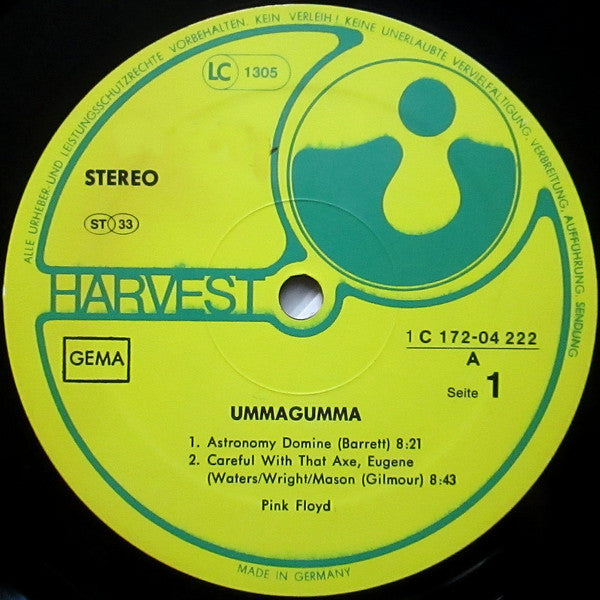 ALLE URHEBER- UND LEISTUNGSSCHUTZRECHTE VORBEHALTEN. KEIN VERLEIH! KEINE UNERLAUBTE VERVIELFÄLTIGUNG, VERBREITUNG, AUFFÜHRUNG, SENDUNG
LC 1305
STEREO
ST 33
HARVEST
GEMA
1 C 172-04 222
A
Seite 1
UMMAGUMMA
1. Astronomy Domine (Barrett) 8:21
2. Careful With That Axe, Eugene
(Waters/Wright/Mason (Gilmour) 8:43
Pink Floyd
MADE IN GERMANY